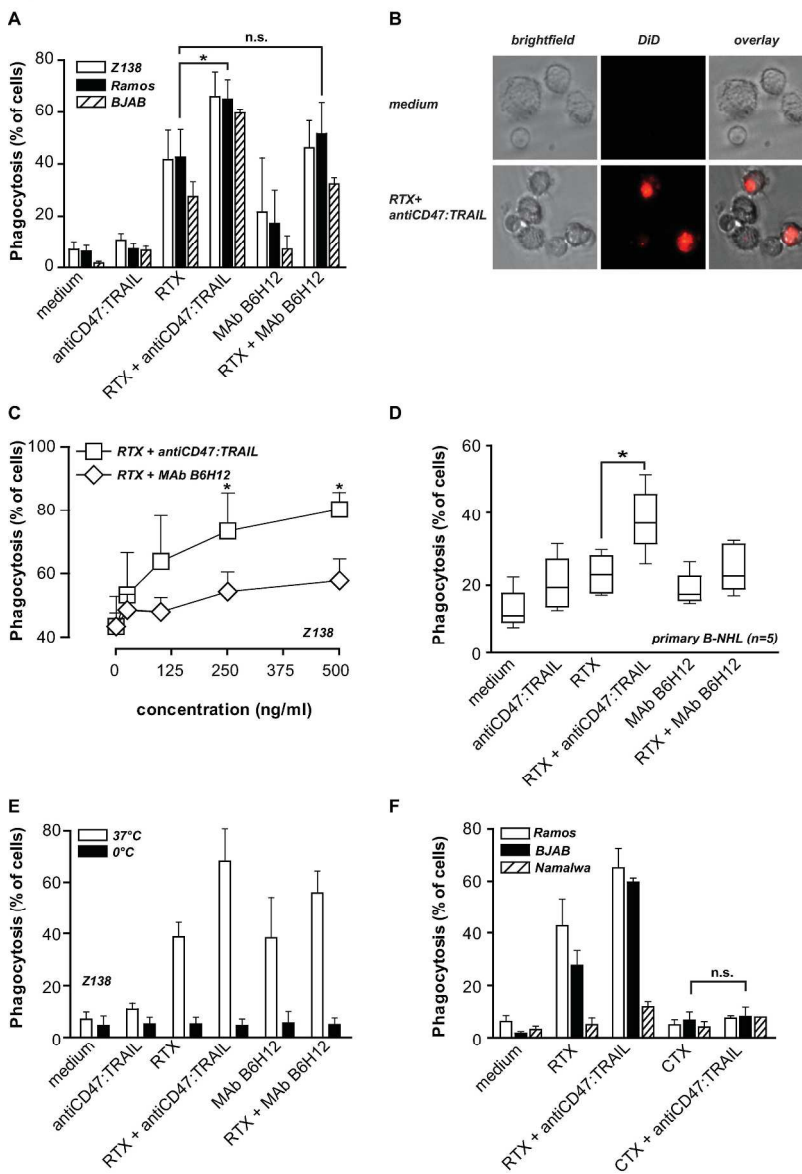 A
n.s.
*
Z138
Ramos
BJAB
Phagocytosis (% of cells)
80
60
40
20
0
medium
antiCD47:TRAIL
RTX
RTX + antiCD47:TRAIL
MAb B6H12
RTX + MAb B6H12
B
brightfield DiD overlay
medium
RTX+
antiCD47:TRAIL
C
RTX + antiCD47:TRAIL
RTX + MAb B6H12
* *
Phagocytosis (% of cells)
100
80
60
40
Z138
0 125 250 375 500
concentration (ng/ml)
D
*
Phagocytosis (% of cells)
60
40
20
0
primary B-NHL (n=5)
medium
antiCD47:TRAIL
RTX
RTX + antiCD47:TRAIL
MAb B6H12
RTX + MAb B6H12
E
37°C
0°C
Phagocytosis (% of cells)
80
60
40
20
0
Z138
medium
antiCD47:TRAIL
RTX
RTX + antiCD47:TRAIL
MAb B6H12
RTX + MAb B6H12
F
Ramos
BJAB
Namalwa
Phagocytosis (% of cells)
80
60
40
20
0
n.s.
medium
RTX
RTX + antiCD47:TRAIL
CTX
CTX + antiCD47:TRAIL